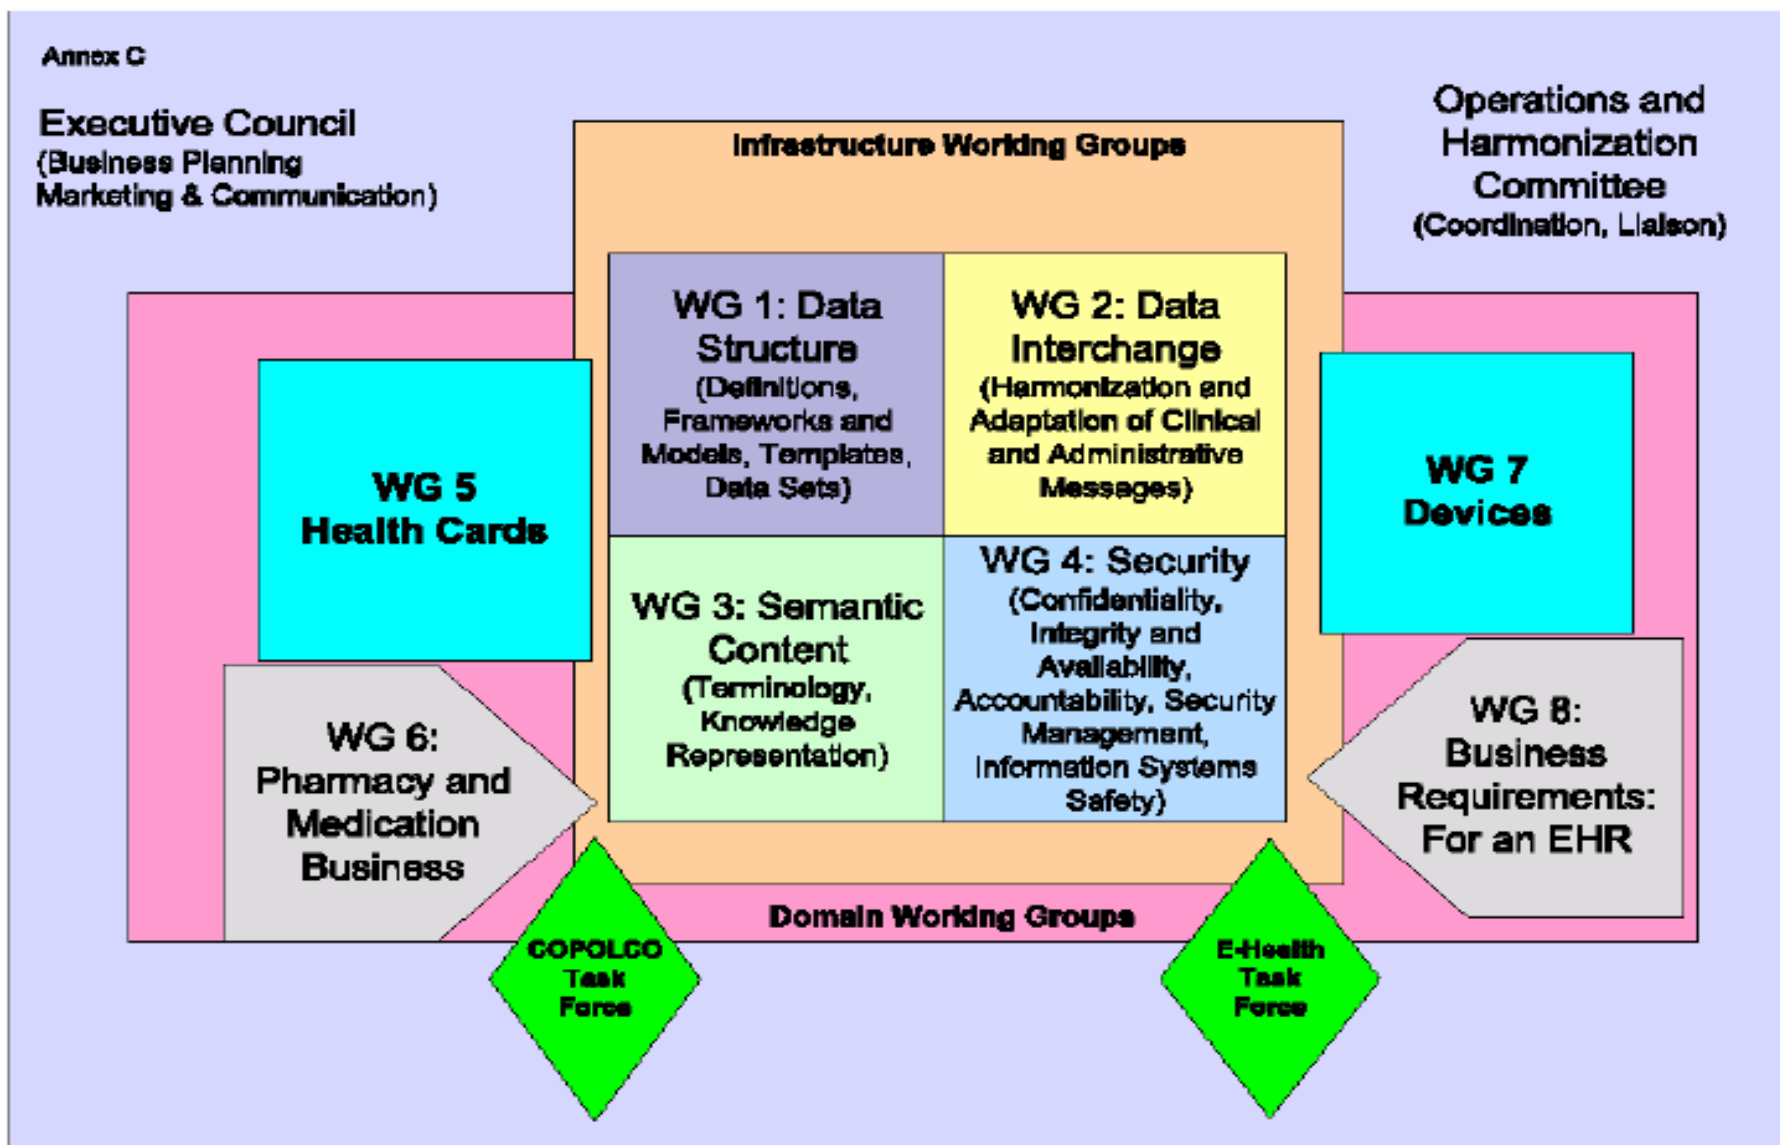 Annex C
Executive Council
(Business Planning
Marketing & Communication)
Operations and
Harmonization
Committee
(Coordination, Liaison)
Infrastructure Working Groups
WG 1: Data
Structure
(Definitions,
Frameworks and
Models, Templates,
Data Sets)
WG 2: Data
Interchange
(Harmonization and
Adaptation of Clinical
and Administrative
Messages)
WG 5
Health Cards
WG 7
Devices
WG 3: Semantic
Content
(Terminology,
Knowledge
Representation)
WG 4: Security
(Confidentiality,
Integrity and
Availability,
Accountability, Security
Management,
Information Systems
Safety)
WG 6:
Pharmacy and
Medication
Business
WG 8:
Business
Requirements:
For an EHR
Domain Working Groups
COPOLCO
Task
Force
E-Health
Task
Force